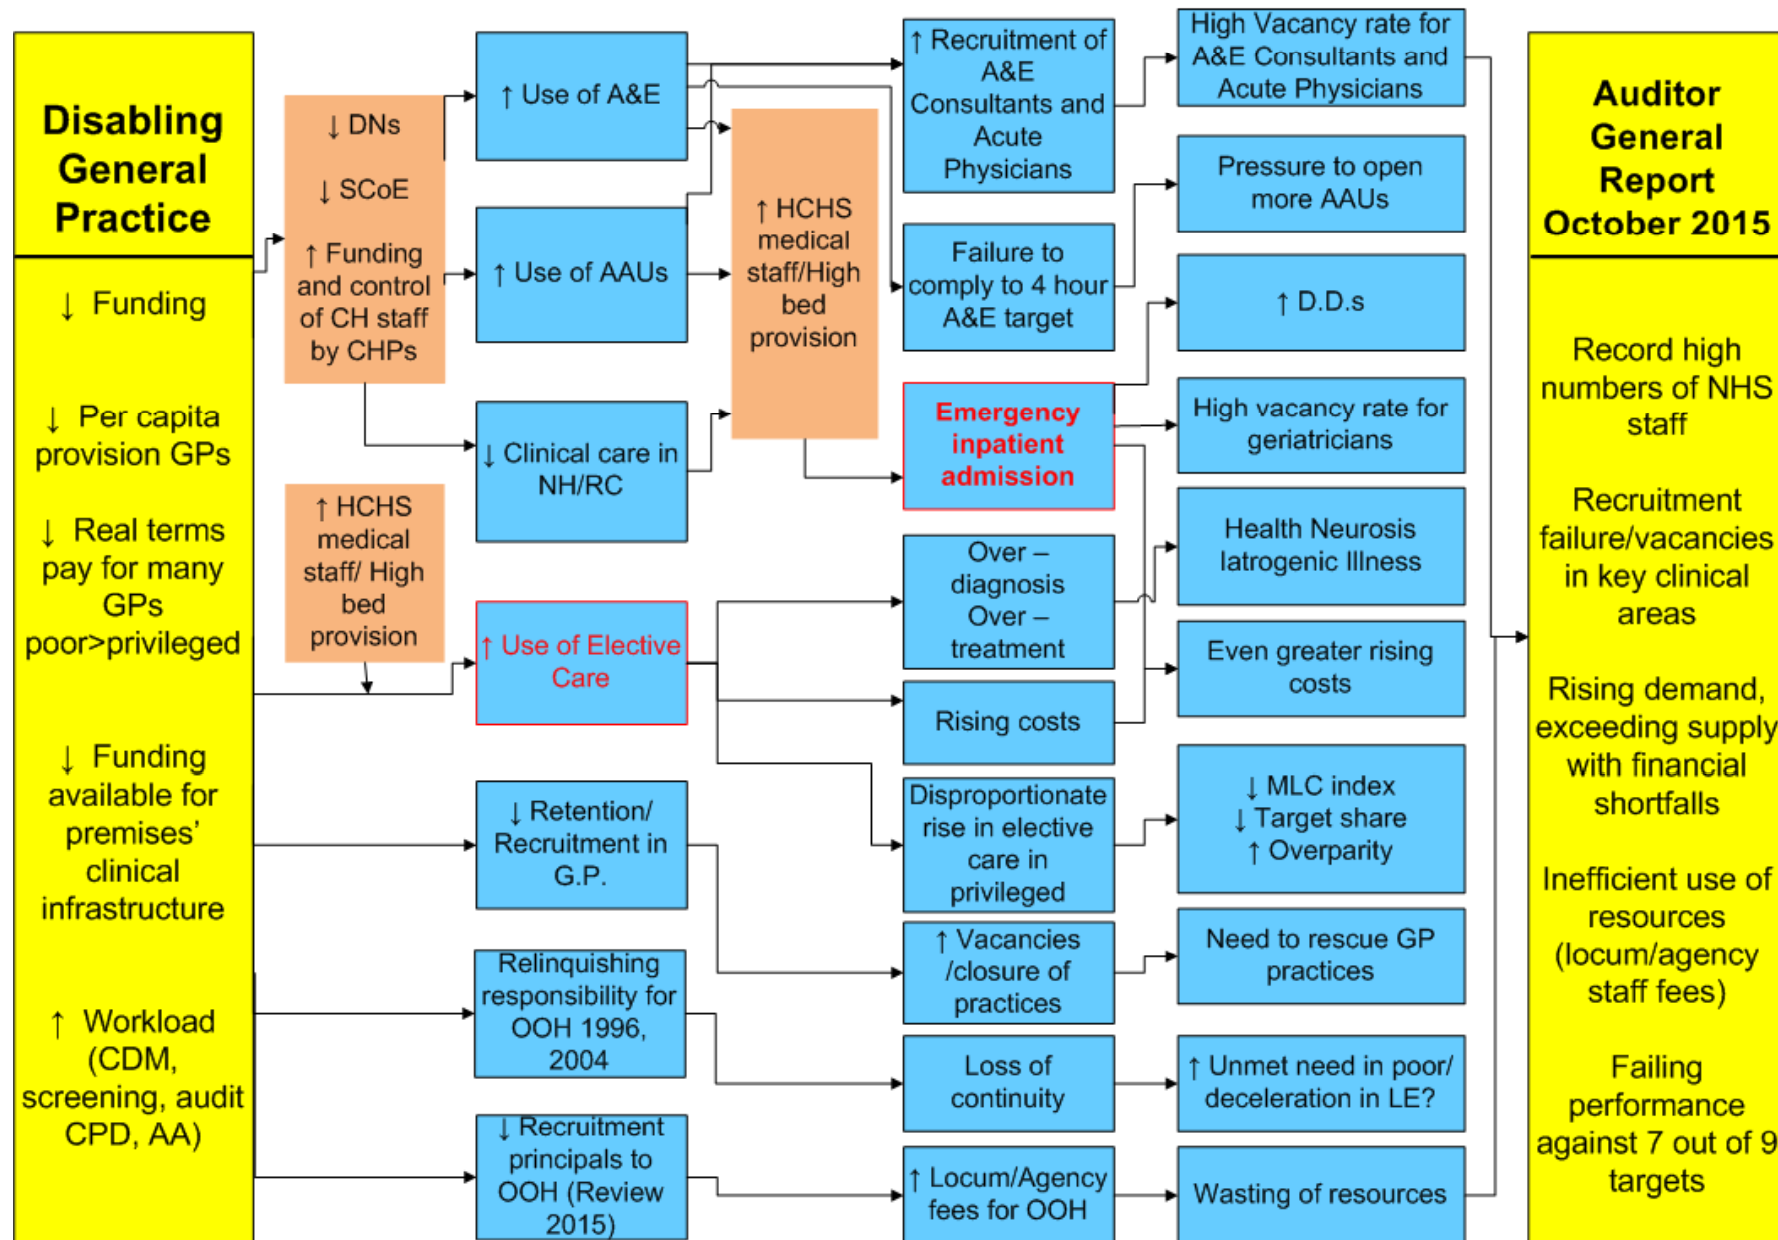 Disabling
General
Practice
↓ Funding
↓ Per capita
provision GPs
↓ Real terms
pay for many
GPs
poor>privileged
↓ Funding
available for
premises’
clinical
infrastructure
↑ Workload
(CDM,
screening, audit
CPD, AA)
↓ DNs
↓ SCoE
↑ Funding
and control
of CH staff
by CHPs
↑ HCHS
medical
staff/ High
bed
provision
↑ Use of A&E
↑ Use of AAUs
↓ Clinical care in
NH/RC
↑ Use of Elective
Care
↓ Retention/
Recruitment in
G.P.
Relinquishing
responsibility for
OOH 1996,
2004
↓ Recruitment
principals to
OOH (Review
2015)
↑ HCHS
medical
staff/High
bed
provision
↑ Recruitment of
A&E
Consultants and
Acute
Physicians
Failure to
comply to 4 hour
A&E target
Emergency
inpatient
admission
Over –
diagnosis
Over –
treatment
Rising costs
Disproportionate
rise in elective
care in
privileged
↑ Vacancies
/closure of
practices
Loss of
continuity
↑ Locum/Agency
fees for OOH
High Vacancy rate for
A&E Consultants and
Acute Physicians
Pressure to open
more AAUs
↑ D.D.s
High vacancy rate for
geriatricians
Health Neurosis
Iatrogenic Illness
Even greater rising
costs
↓ MLC index
↓ Target share
↑ Overparity
Need to rescue GP
practices
↑ Unmet need in poor/
deceleration in LE?
Wasting of resources
Auditor
General
Report
October 2015
Record high
numbers of NHS
staff
Recruitment
failure/vacancies
in key clinical
areas
Rising demand,
exceeding supply
with financial
shortfalls
Inefficient use of
resources
(locum/agency
staff fees)
Failing
performance
against 7 out of 9
targets